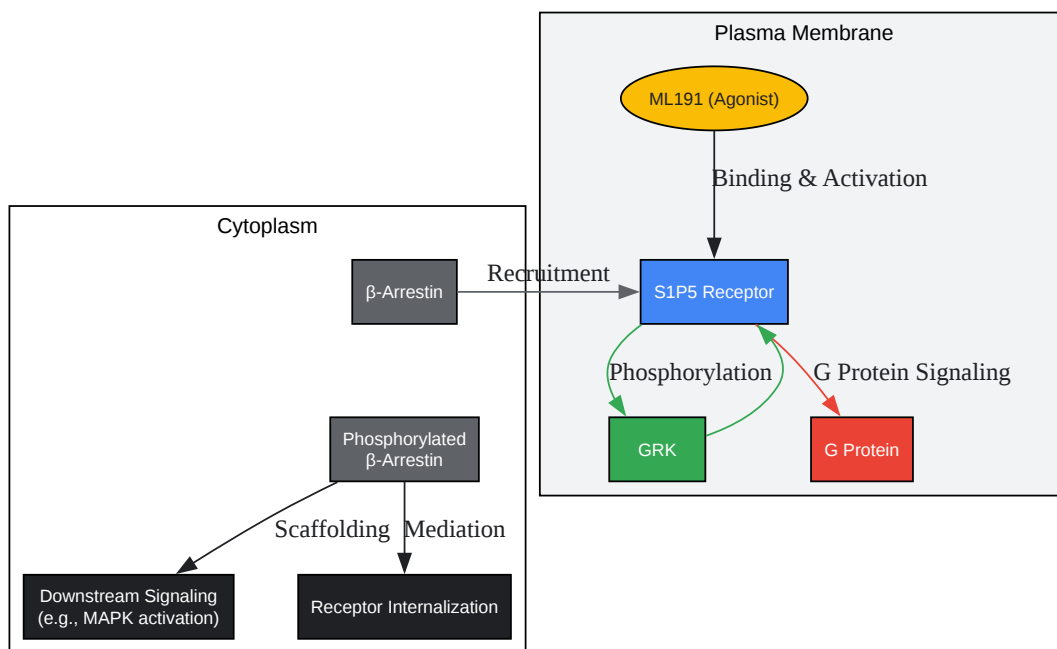 Plasma Membrane
ML191 (Agonist)
Binding & Activation
Cytoplasm
β-Arrestin
Recruitment
S1P5 Receptor
Phosphorylation
G Protein Signaling
Phosphorylated
β-Arrestin
GRK
G Protein
Scaffolding
Mediation
Downstream Signaling
(e.g., MAPK activation)
Receptor Internalization